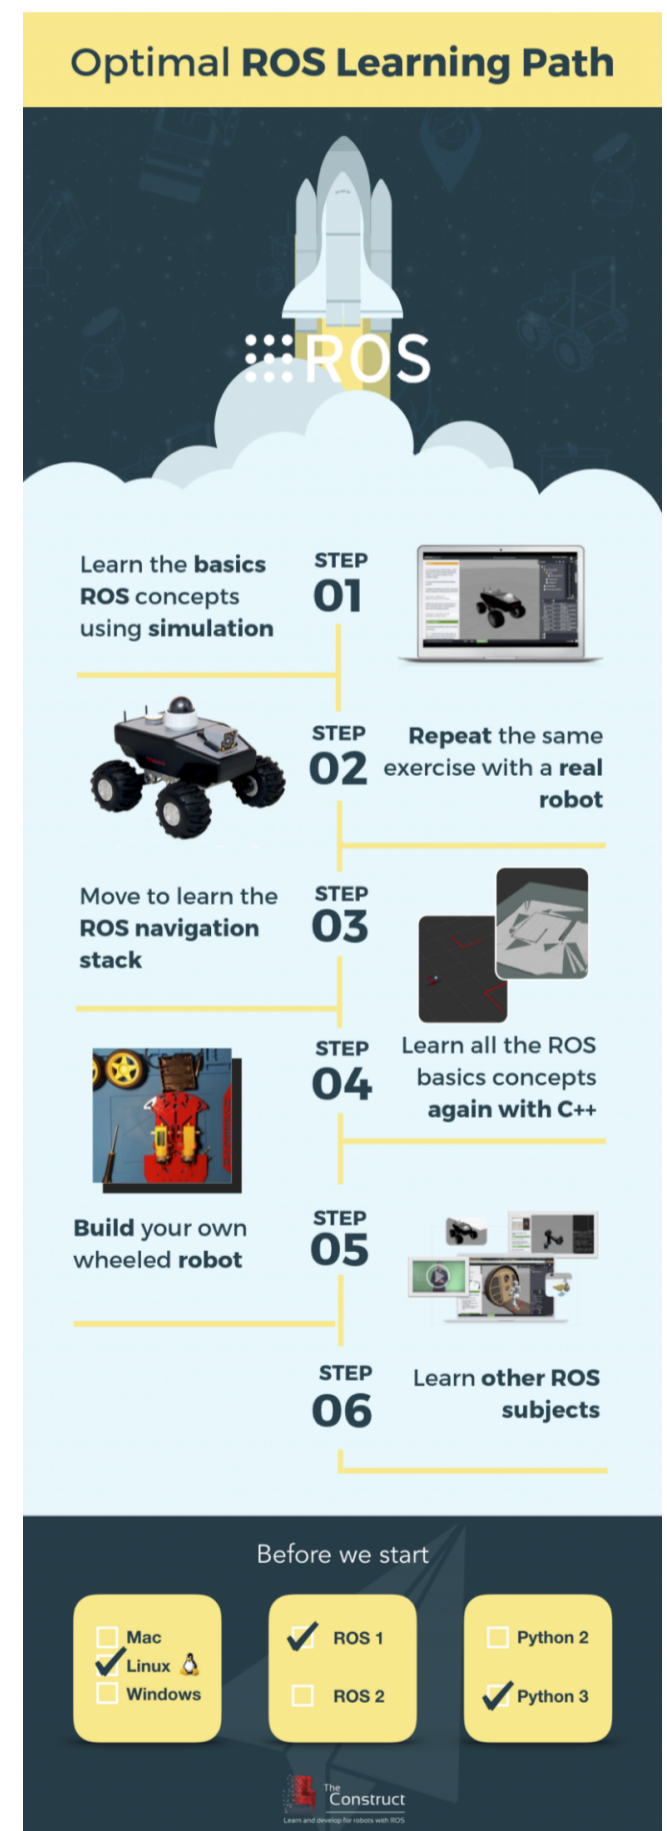 Optimal ROS Learning Path
ROS
STEP
01
Learn the basics
ROS concepts
using simulation
STEP
02
Repeat the same
exercise with a real
robot
STEP
03
Move to learn the
ROS navigation
stack
STEP
04
Learn all the ROS
basics concepts
again with C++
STEP
05
Build your own
wheeled robot
STEP
06
Learn other ROS
subjects
Before we start
Mac
Linux
Windows
ROS 1
ROS 2
Python 2
Python 3
The
Construct
Learn and develop for robots with ROS